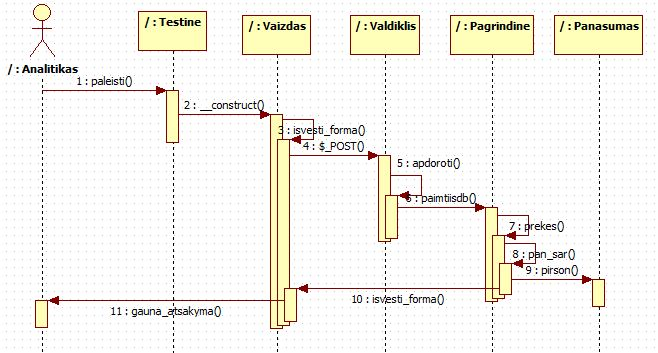 / : Testine
/ : Vaizdas
/ : Valdiklis
/ : Pagrindine
/ : Panasumas
/ : Analitikas
1 : paleisti()
2 : __construct()
3 : isvesti_forma()
4 : $_POST()
5 : apdoroti()
6 : paimtiisdb()
7 : prekes()
8 : pan_sar()
9 : pirson()
10 : isvesti_forma()
11 : gauna_atsakyma()